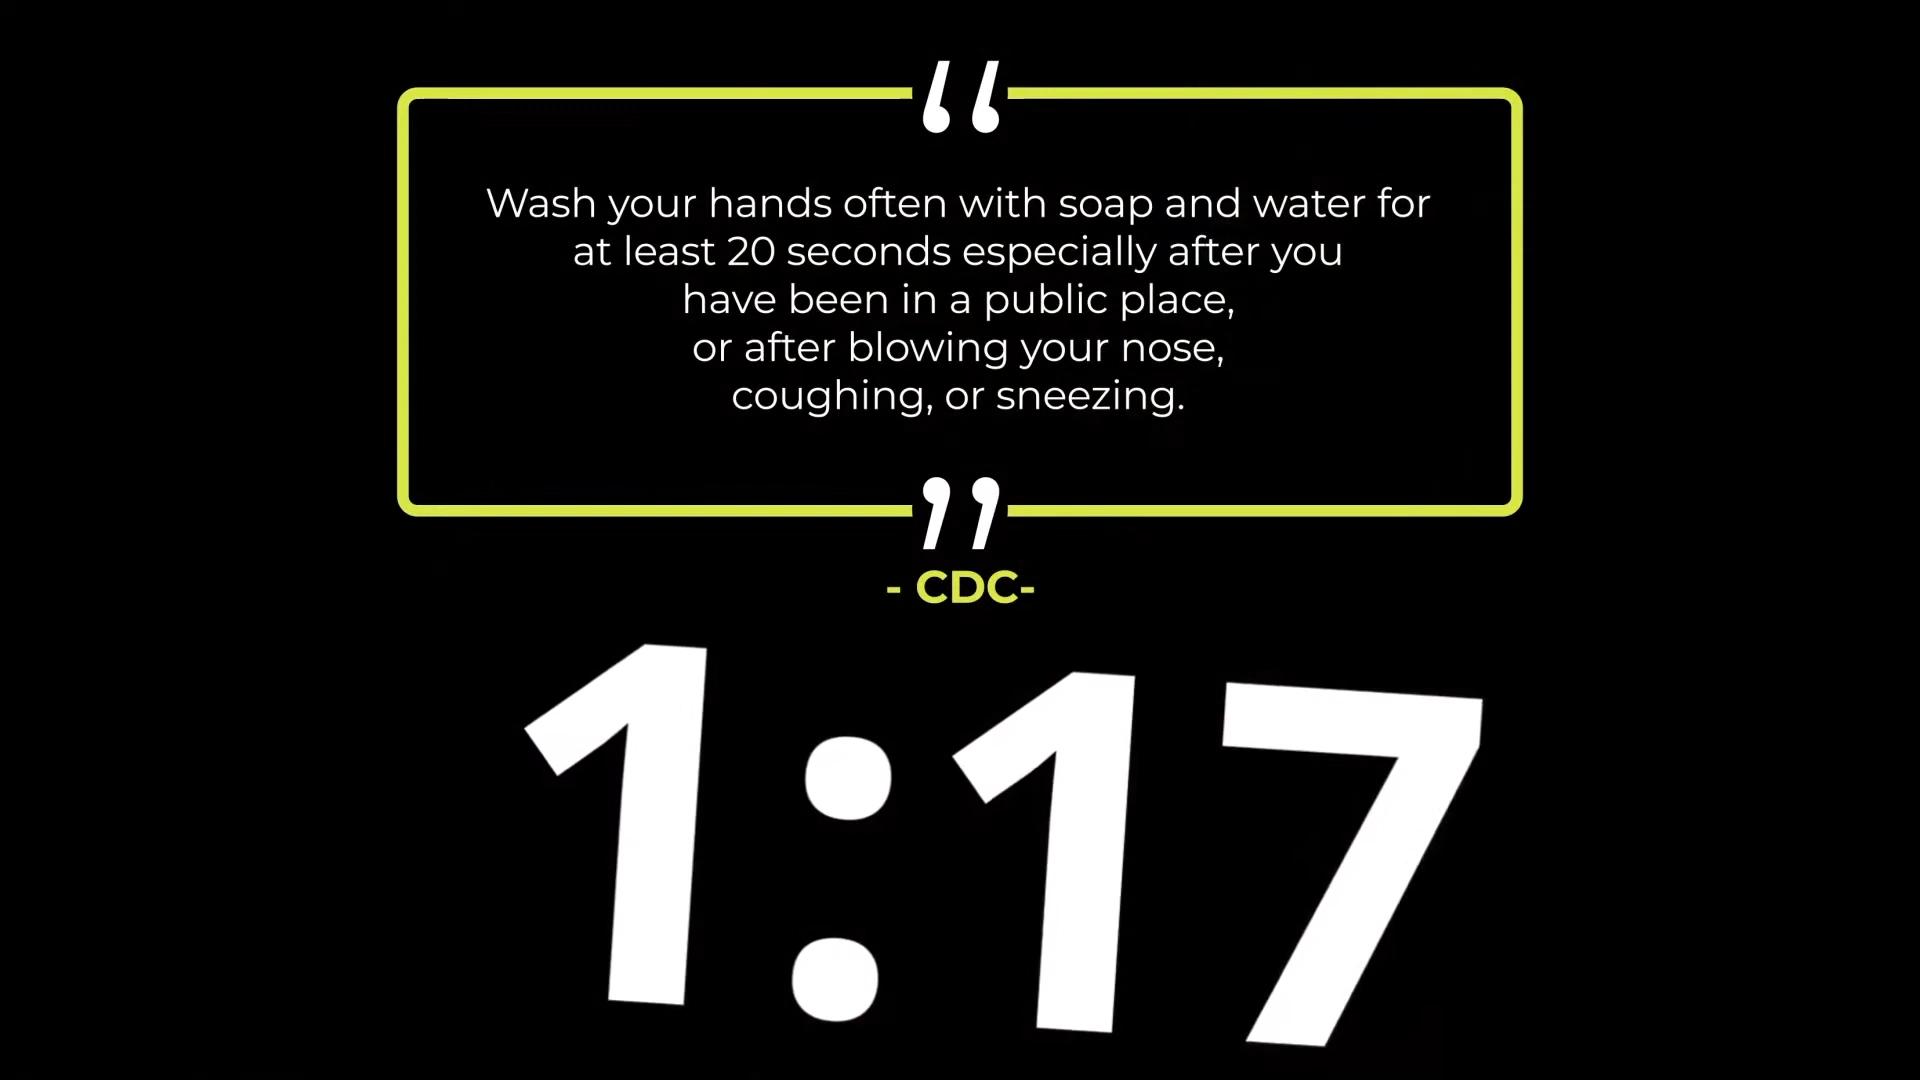 “
Wash your hands often with soap and water for
at least 20 seconds especially after you
have been in a public place,
or after blowing your nose,
coughing, or sneezing.
”
- CDC-
1:17